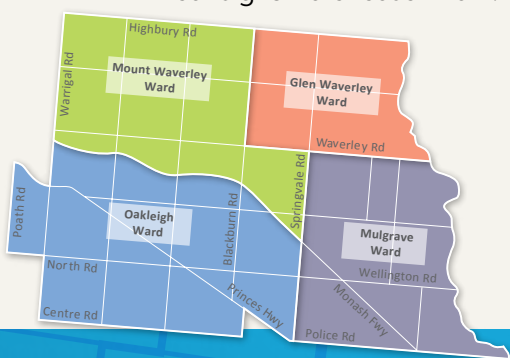 Highbury Rd
Mount Waverley
Ward
Warrigal Rd
Glen Waverley
Ward
Waverley Rd
Springvale Rd
Poath Rd
Oakleigh
Ward
Blackburn Rd
Mulgrave
Ward
North Rd
Wellington Rd
Princes Hwy
Monash Fwy
Centre Rd
Police Rd